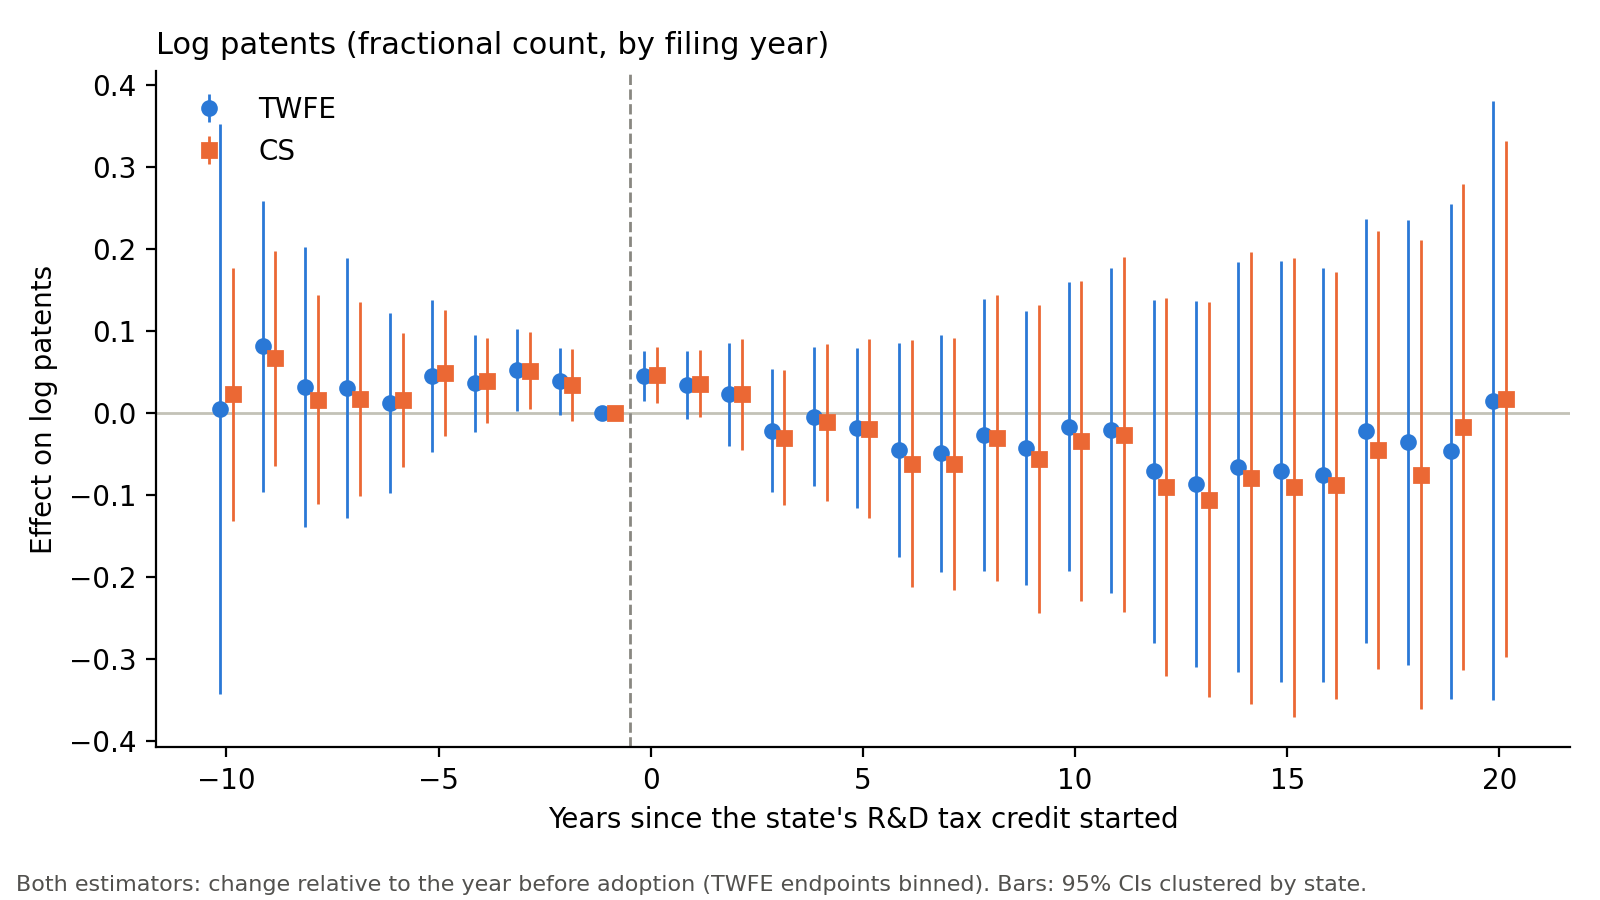 Log patents (fractional count, by filing year)
TWFE
CS
Effect on log patents
0.4
0.3
0.2
0.1
0.0
−0.1
−0.2
−0.3
−0.4
−10
−5
0
5
10
15
20
Years since the state's R&D tax credit started
Both estimators: change relative to the year before adoption (TWFE endpoints binned). Bars: 95% CIs clustered by state.